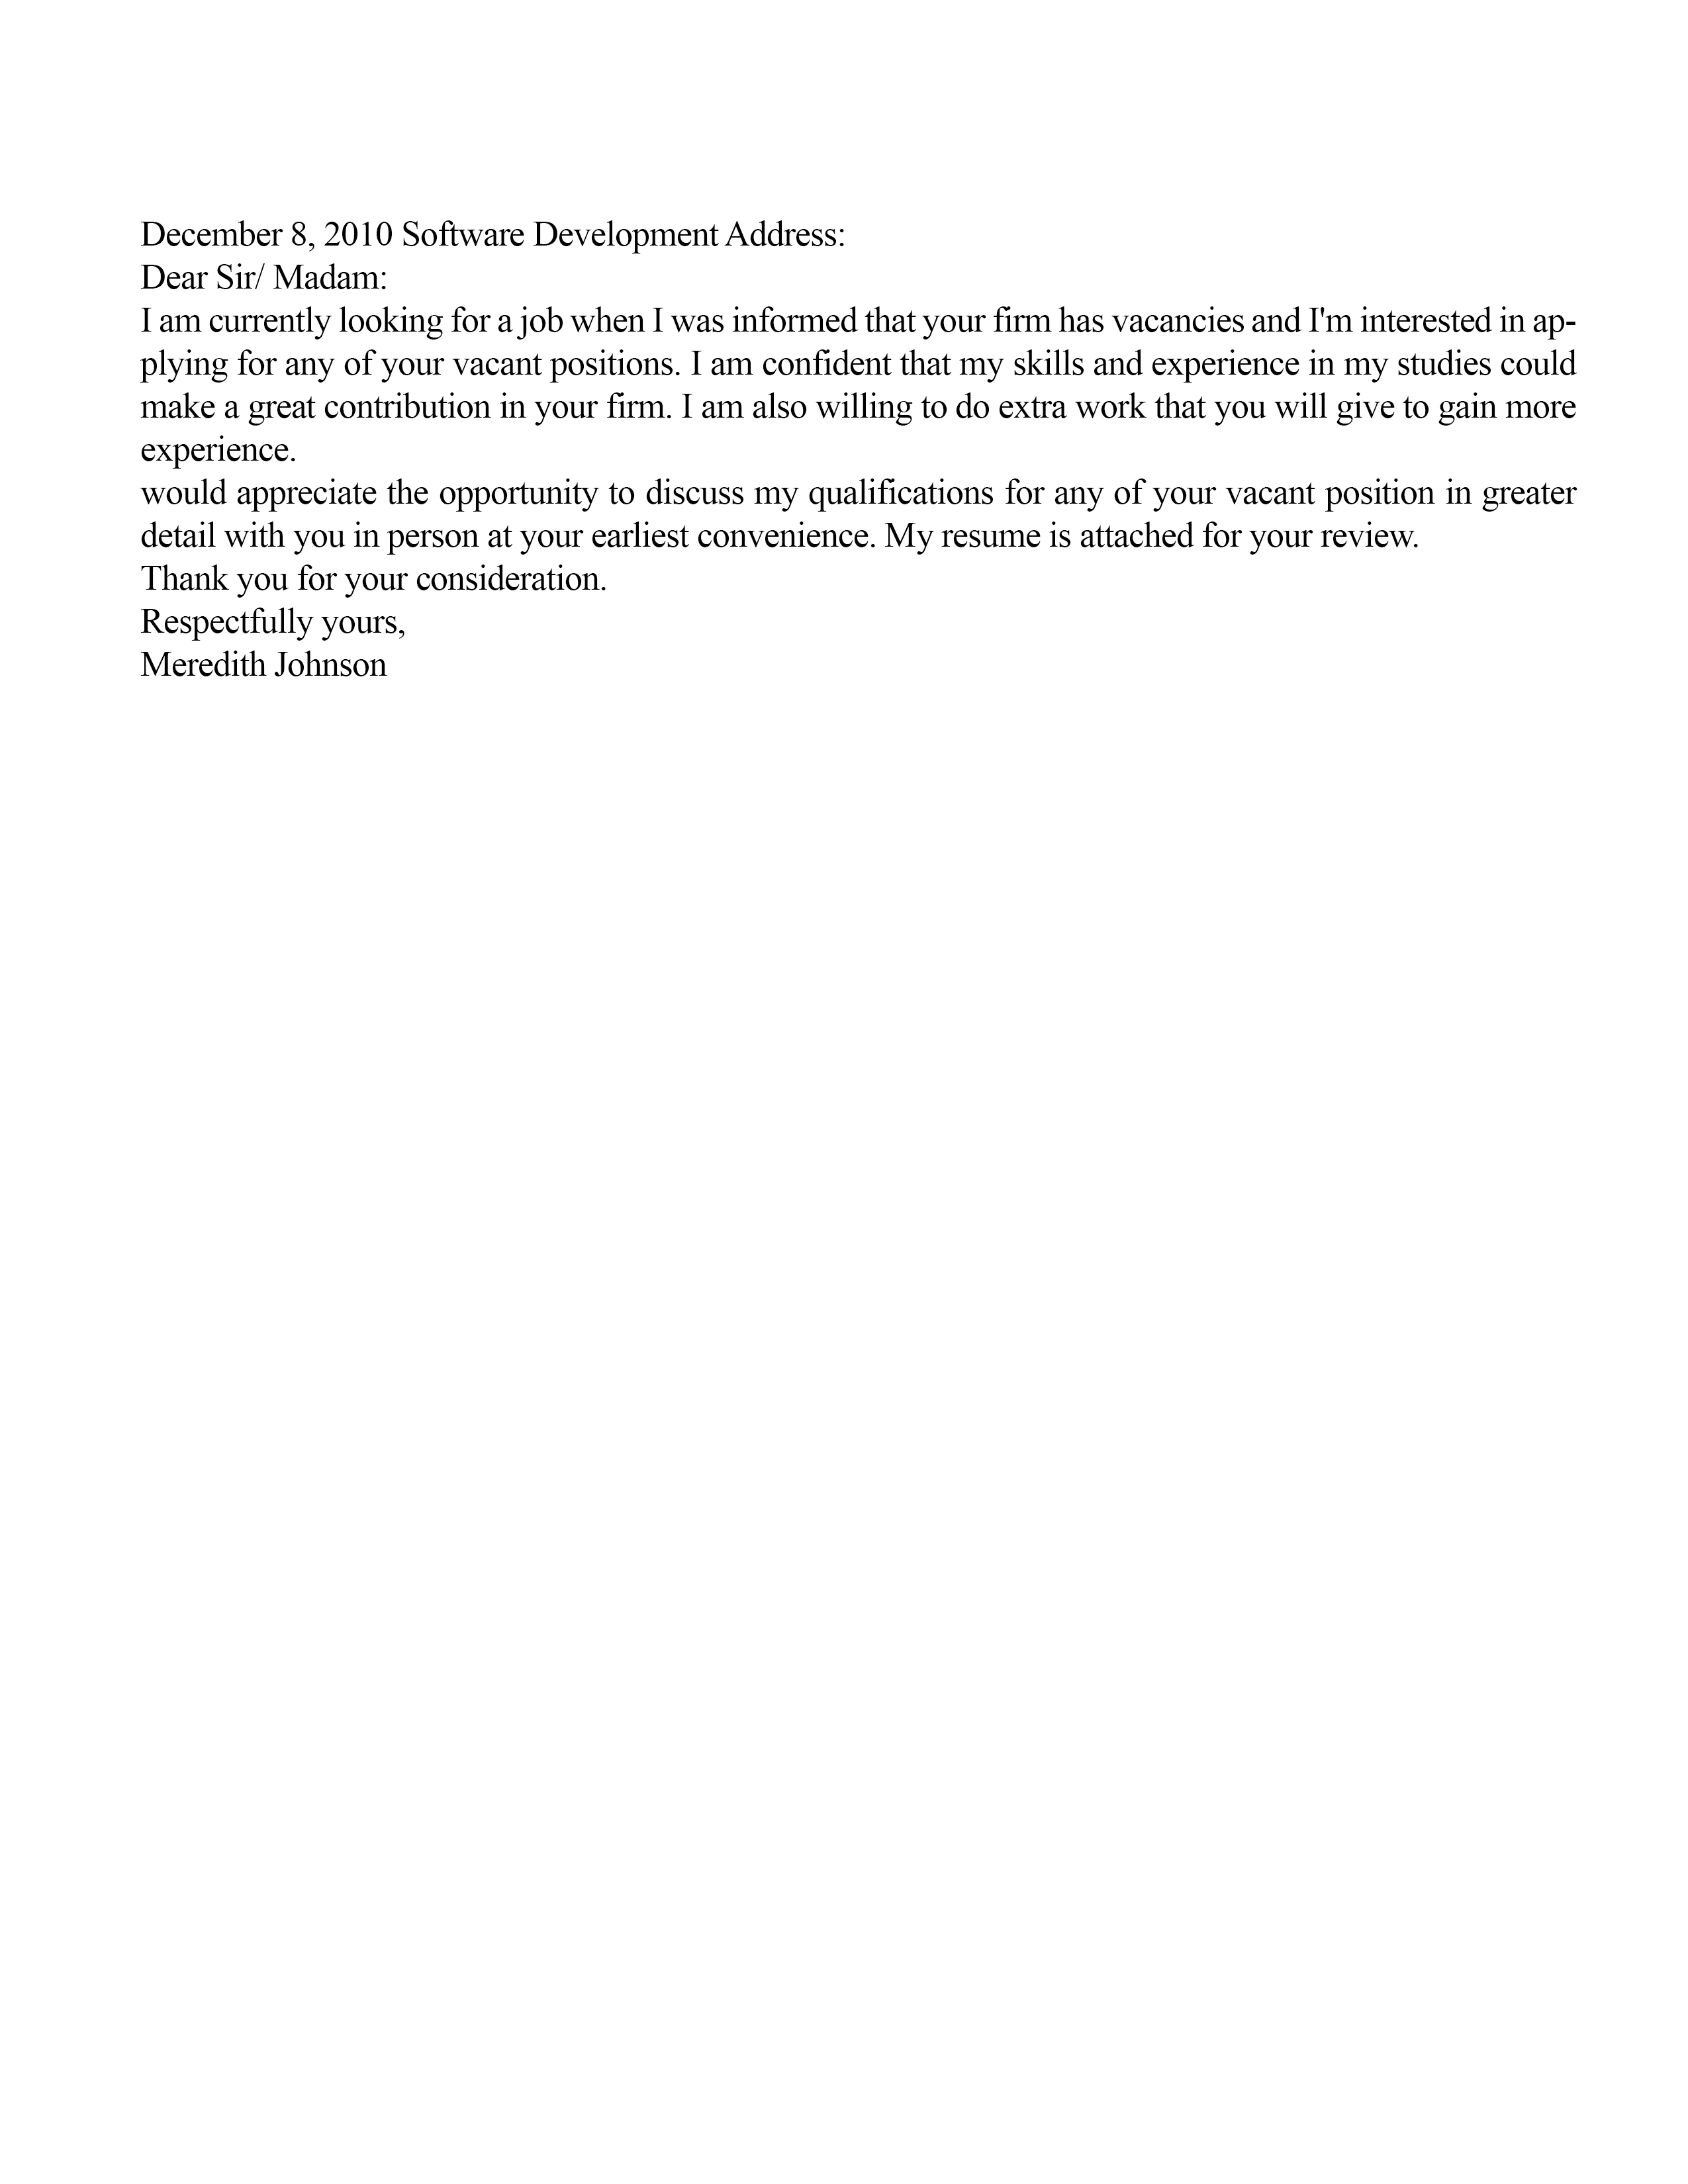 December 8, 2010 Software Development Address:
Dear Sir/ Madam:
I am currently looking for a job when I was informed that your firm has vacancies and I'm interested in ap-
plying for any of your vacant positions. I am confident that my skills and experience in my studies could
make a great contribution in your firm. I am also willing to do extra work that you will give to gain more
experience.
would appreciate the opportunity to discuss my qualifications for any of your vacant position in greater
detail with you in person at your earliest convenience. My resume is attached for your review.
Thank you for your consideration.
Respectfully yours,
Meredith Johnson